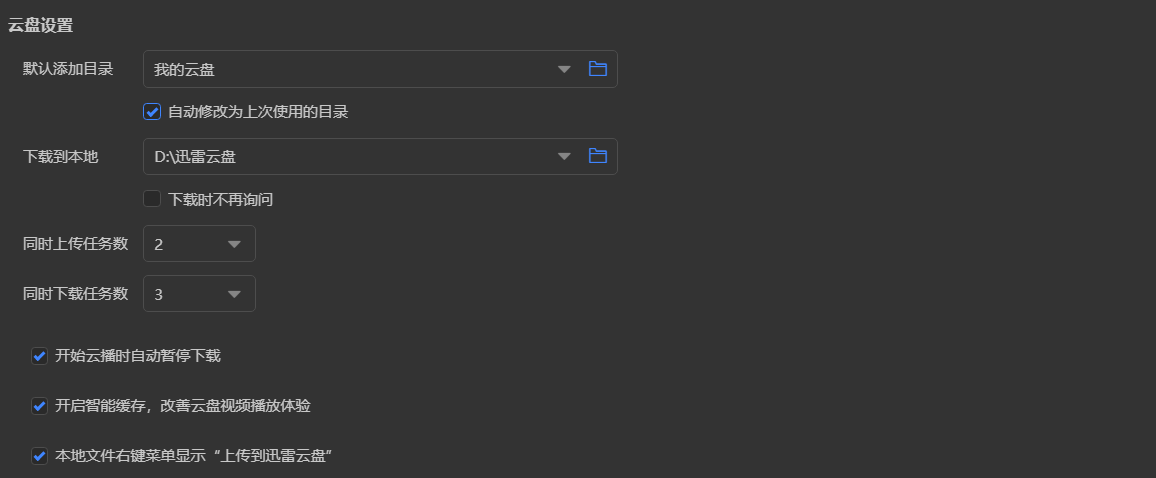 云盘设置
默认添加目录 我的云盘
自动修改为上次使用的目录
下载到本地 D:\迅雷云盘
下载时不再询问
同时上传任务数 2
同时下载任务数 3
开始云播时自动暂停下载
开启智能缓存，改善云盘视频播放体验
本地文件右键菜单显示“上传到迅雷云盘”